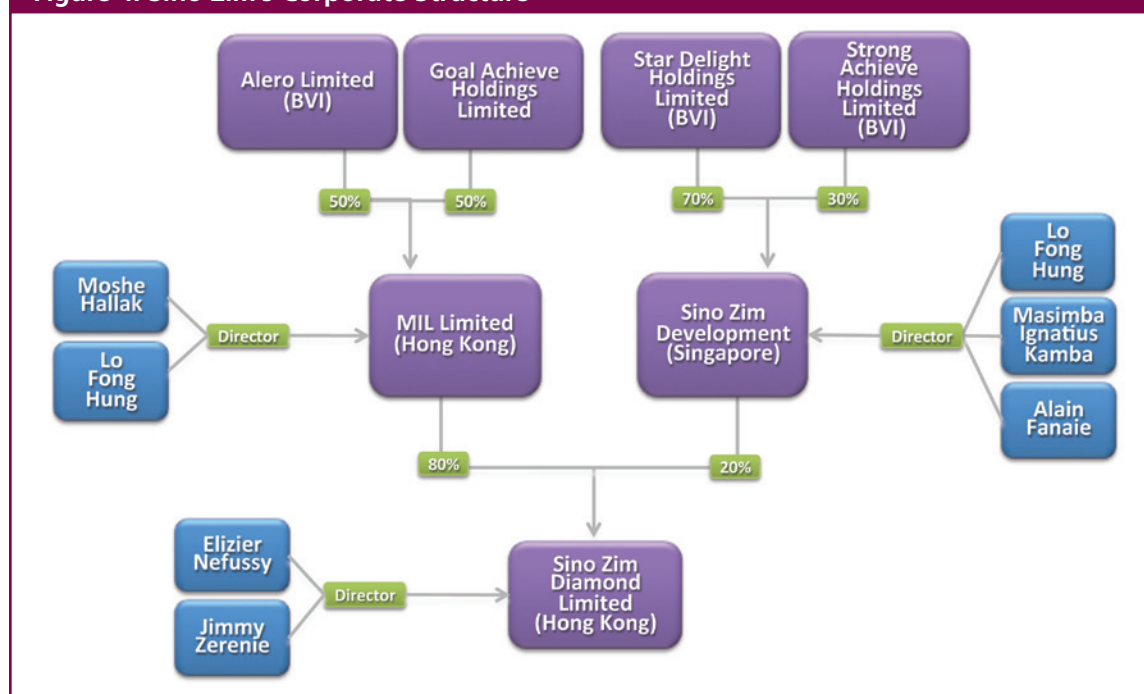 Alero Limited
(BVI)
Goal Achieve
Holdings
Limited
Star Delight
Holdings
Limited
(BVI)
Strong
Achieve
Holdings
Limited
(BVI)
50%
50%
70%
30%
Moshe
Hallak
Lo
Fong
Hung
Director
MIL Limited
(Hong Kong)
Sino Zim
Development
(Singapore)
Director
Lo
Fong
Hung
Masimba
Ignatius
Kamba
Alain
Fanaie
80%
20%
Elizier
Nefussy
Jimmy
Zerenie
Director
Sino Zim
Diamond
Limited
(Hong Kong)